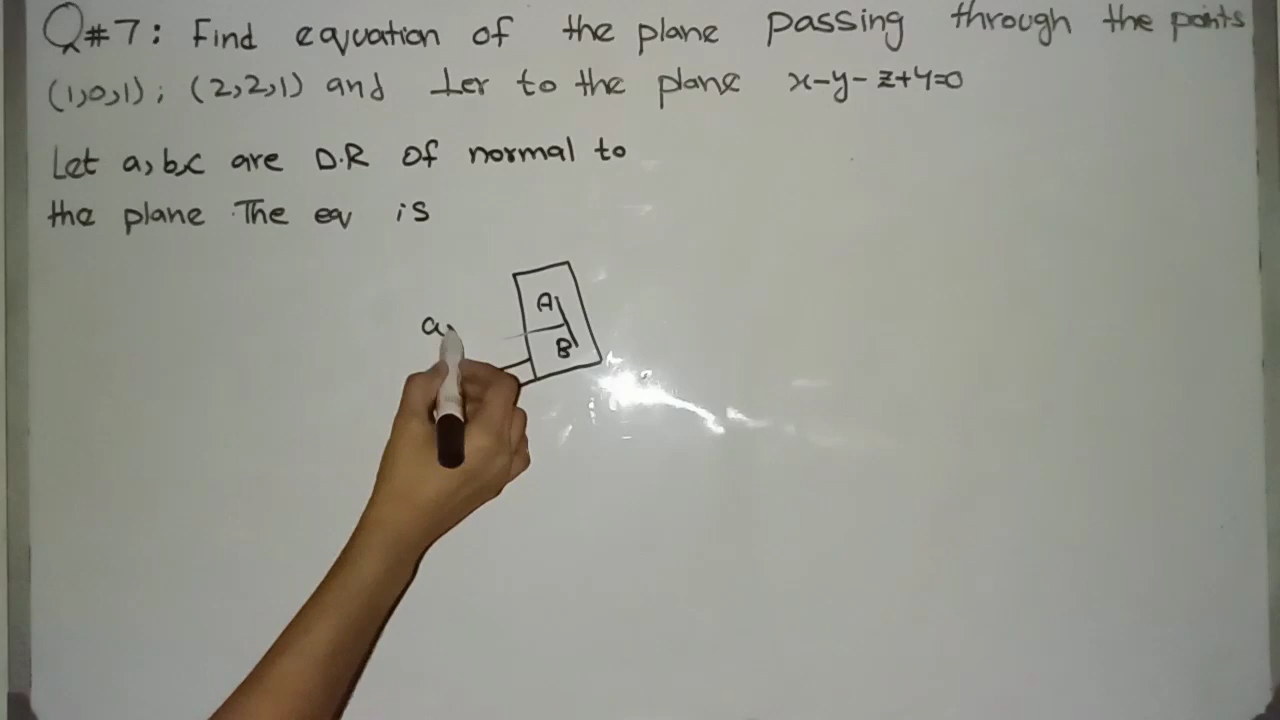 Q#7: Find equation of the plane passing through the points
(1,0,1); (2,2,1) and ⊥er to the plane x-y-z+4=0
Let a,b,c are D.R of normal to
the plane. The eq is
A
a,
B